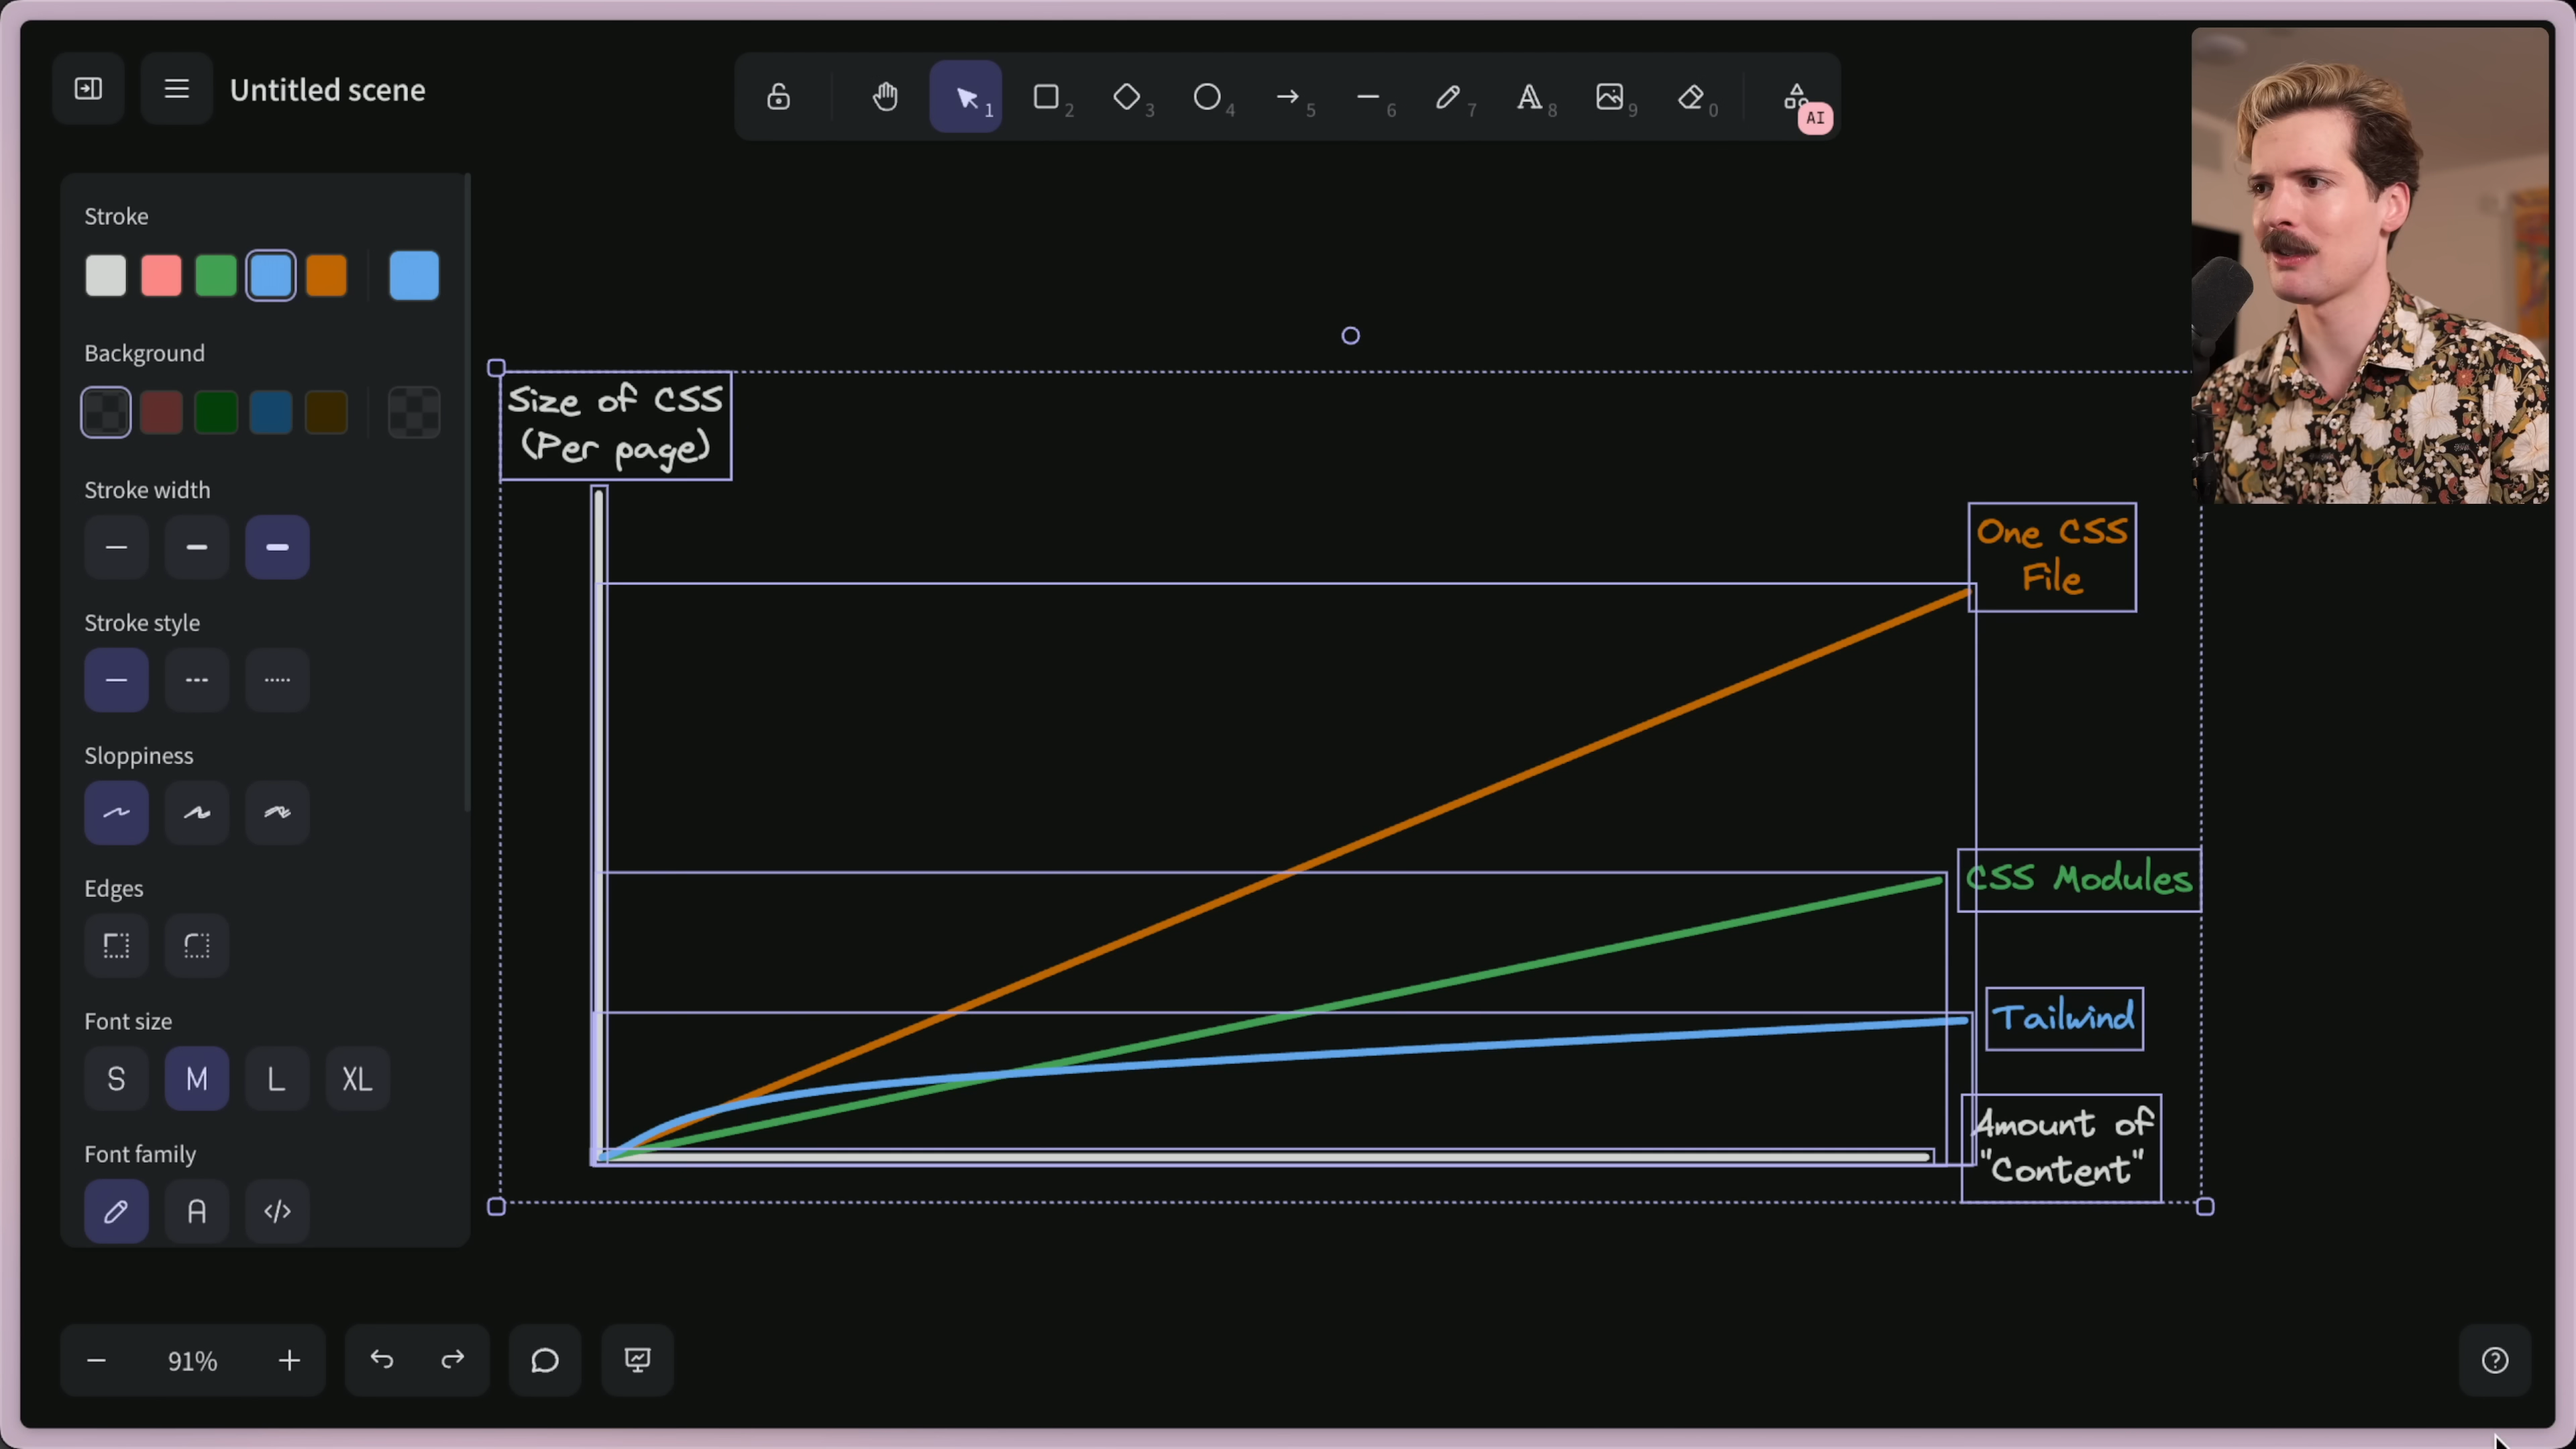 Untitled scene
1
2
3
4
5
6
7
8
9
0
AI
Stroke
Background
Stroke width
Stroke style
Sloppiness
Edges
Font size
S M L XL
Font family
A
</>
Size of CSS
(Per page)
One CSS
File
CSS Modules
Tailwind
Amount of
"Content"
91%